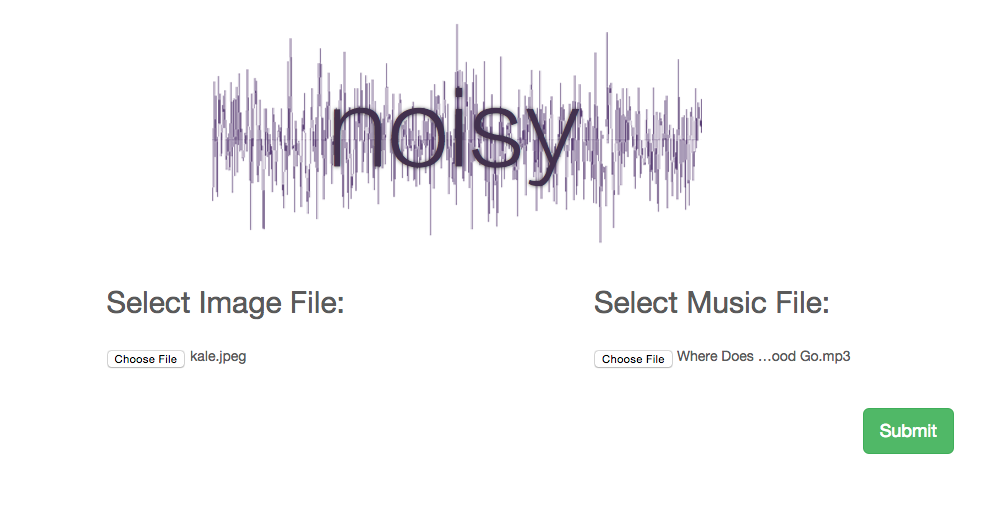 noisy
Select Image File:
Select Music File:
Choose File kale.jpeg
Choose File Where Does …ood Go.mp3
Submit